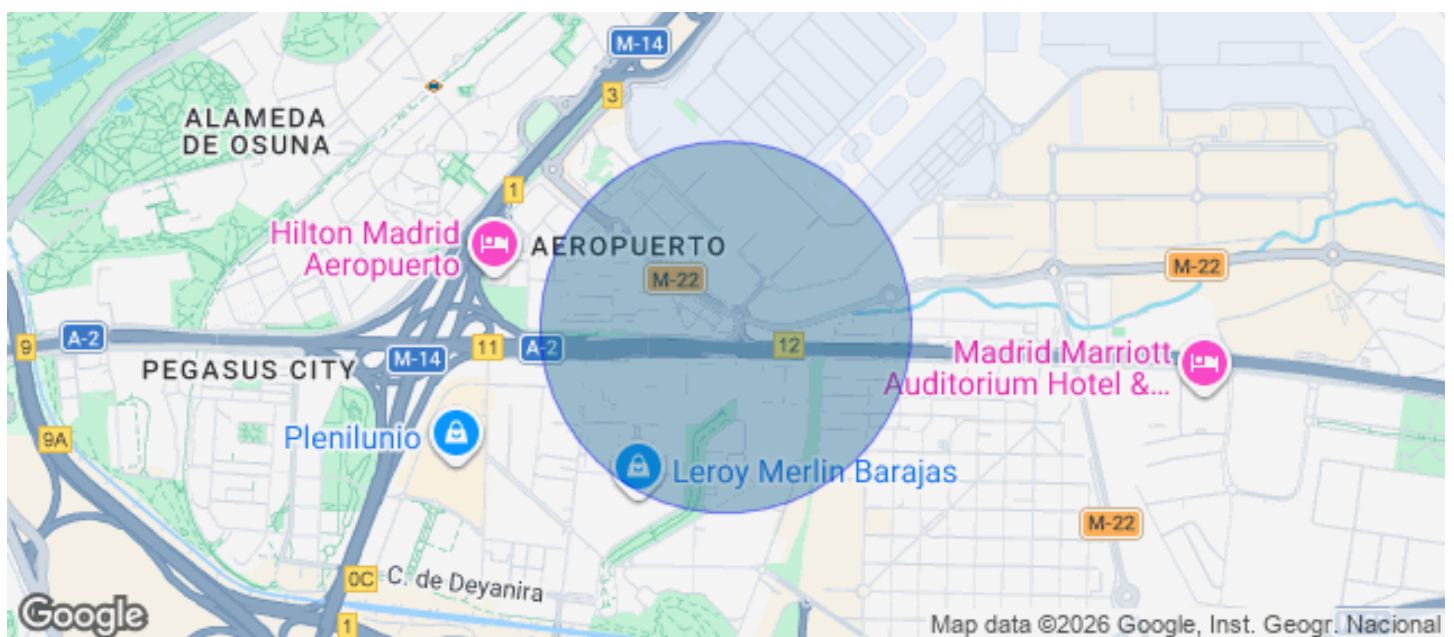 M-14
3
ALAMEDA
DE OSUNA
1
Hilton Madrid
Aeropuerto
AEROPUERTO
M-22
M-22
9
A-2
11
A-2
12
M-14
PEGASUS CITY
Madrid Marriott
Auditorium Hotel &...
9A
Plenilunio
Leroy Merlin Barajas
M-22
0C
C. de Deyanira
1
Google
Map data ©2026 Google, Inst. Geogr. Nacional